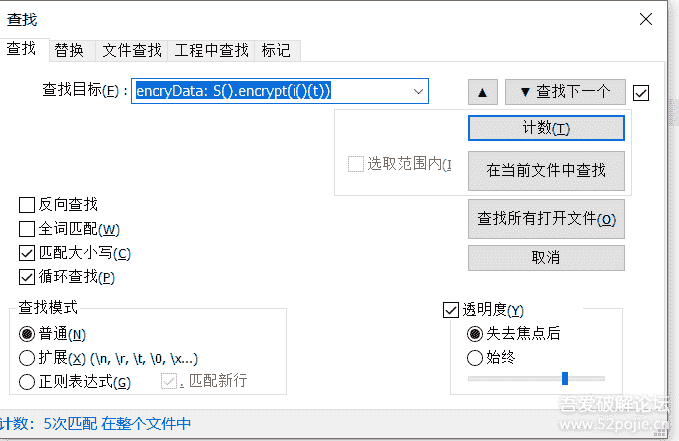 查找
查找 替换 文件查找 工程中查找 标记
查找目标(F) : encryData: S().encrypt(i()(t))
▲ ▼ 查找下一个
计数(T)
选取范围内(I
在当前文件中查找
查找所有打开文件(O)
取消
反向查找
全词匹配(W)
匹配大小写(C)
循环查找(P)
查找模式
普通(N)
扩展(X) (\n, \r, \t, \0, \x...)
正则表达式(G) . 匹配新行
透明度(Y)
失去焦点后
始终
计数: 5次匹配 在整个文件中
吾爱破解论坛
www.52pojie.cn